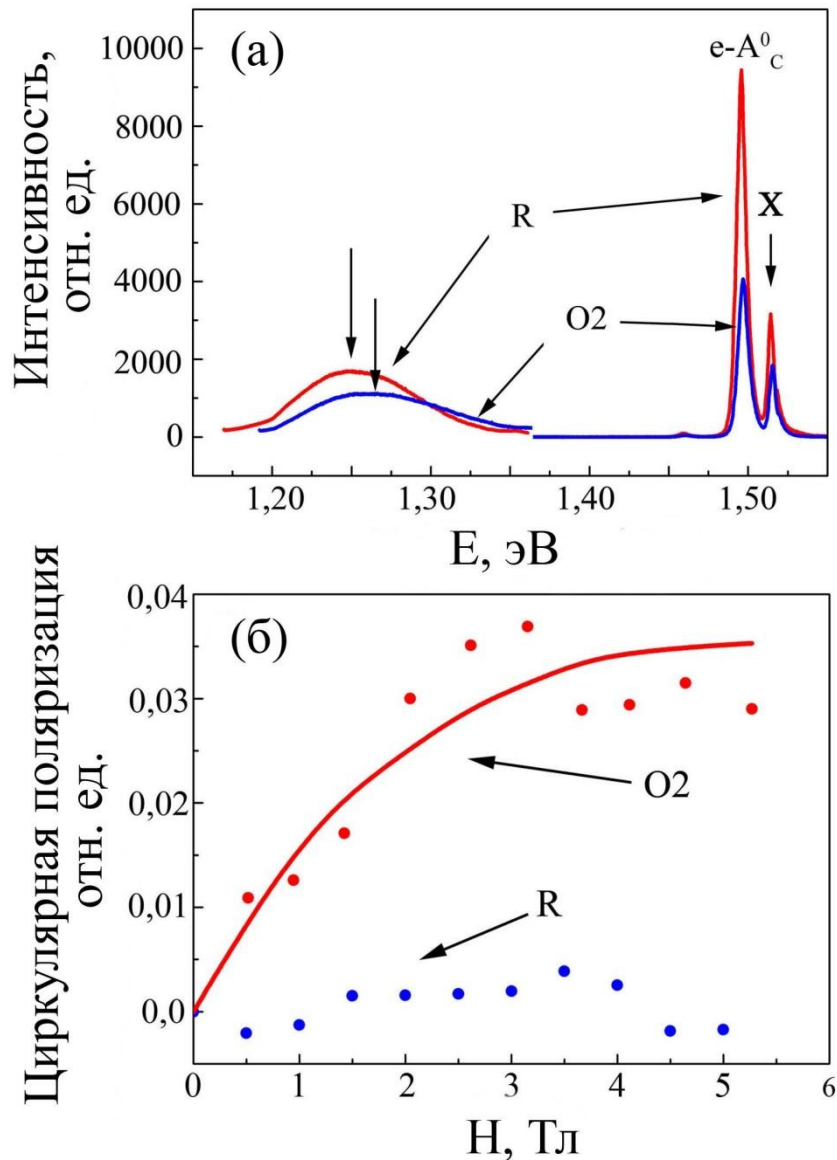 (а)
Интенсивность,
отн. ед.
10000
8000
6000
4000
2000
0
e-A⁰_C
X
R
O2
1,20
1,30
1,40
1,50
E, эВ
(б)
Циркулярная поляризация
отн. ед.
0,04
0,03
0,02
0,01
0,0
O2
R
0
1
2
3
4
5
6
H, Тл